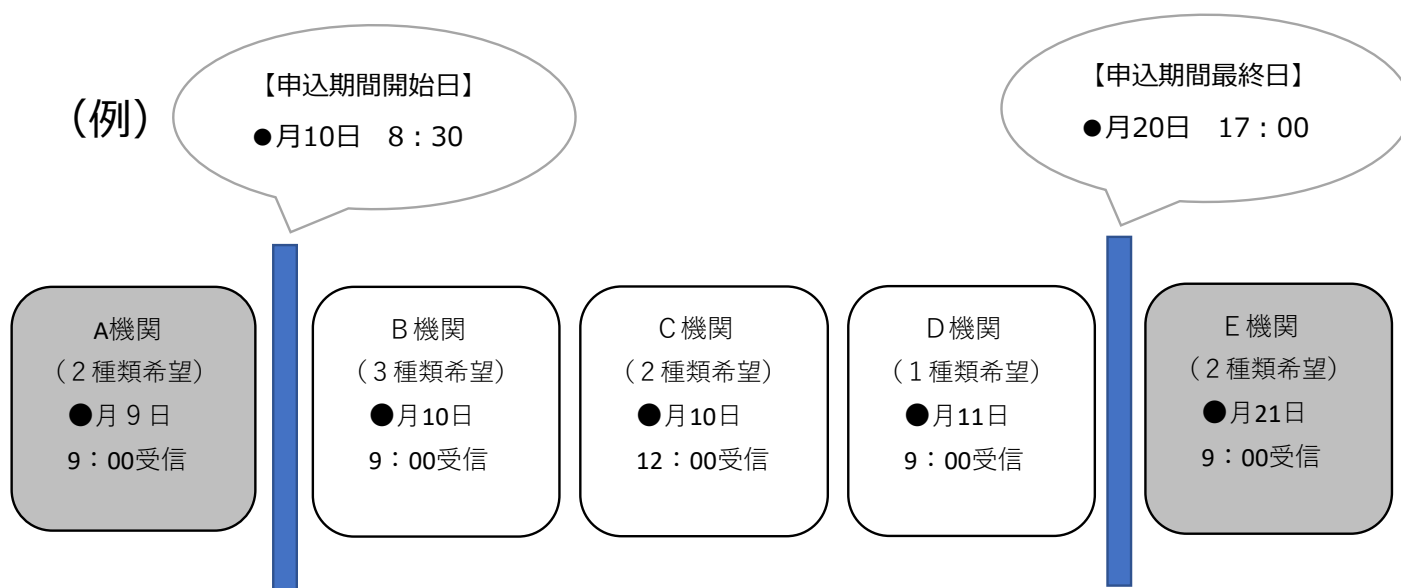 （例）
【申込期間開始日】
●月10日　8：30
【申込期間最終日】
●月20日　17：00
A機関
（２種類希望）
●月９日
9：00受信
Ｂ機関
（３種類希望）
●月10日
9：00受信
Ｃ機関
（２種類希望）
●月10日
12：00受信
Ｄ機関
（１種類希望）
●月11日
9：00受信
Ｅ機関
（２種類希望）
●月21日
9：00受信